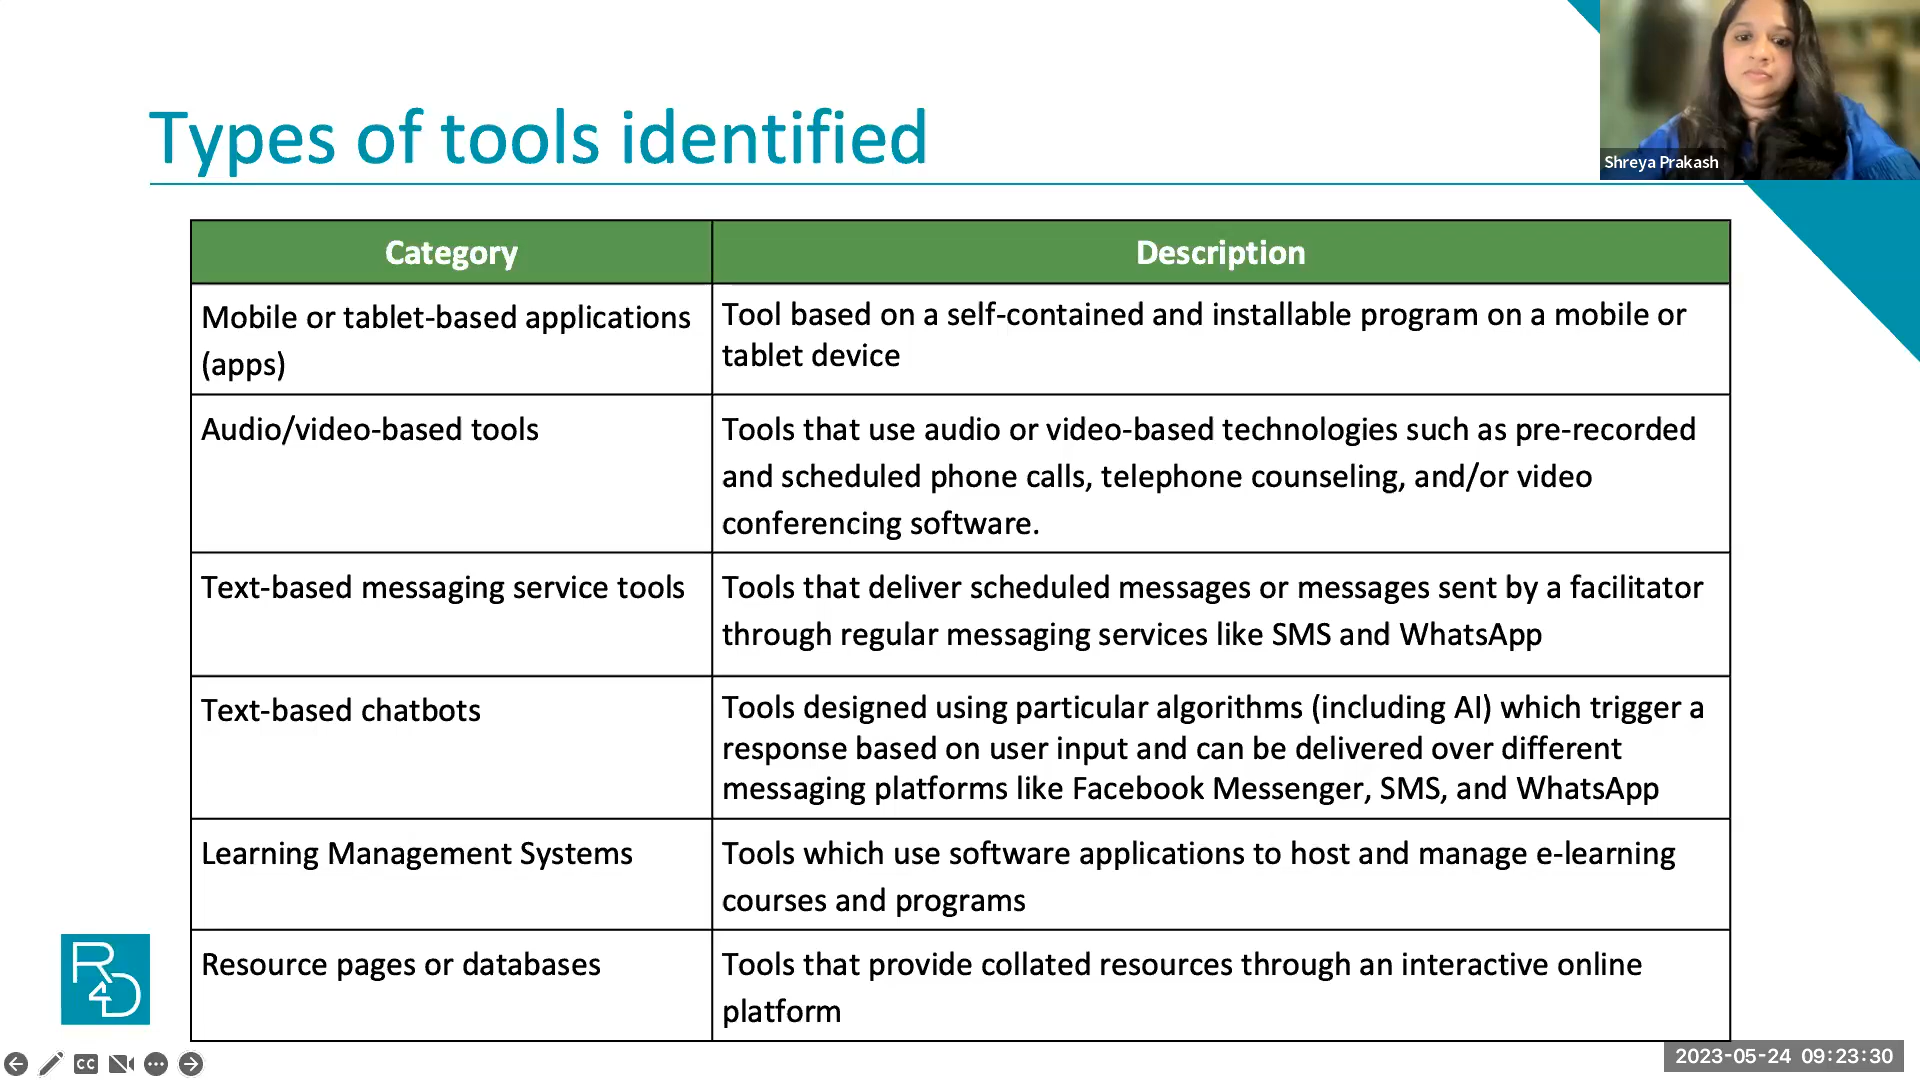 Types of tools identified
Shreya Prakash
Category
Description
Mobile or tablet-based applications
(apps)
Tool based on a self-contained and installable program on a mobile or
tablet device
Audio/video-based tools
Tools that use audio or video-based technologies such as pre-recorded
and scheduled phone calls, telephone counseling, and/or video
conferencing software.
Text-based messaging service tools
Tools that deliver scheduled messages or messages sent by a facilitator
through regular messaging services like SMS and WhatsApp
Text-based chatbots
Tools designed using particular algorithms (including AI) which trigger a
response based on user input and can be delivered over different
messaging platforms like Facebook Messenger, SMS, and WhatsApp
Learning Management Systems
Tools which use software applications to host and manage e-learning
courses and programs
Resource pages or databases
Tools that provide collated resources through an interactive online
platform
R4D
CC
2023-05-24 09:23:30